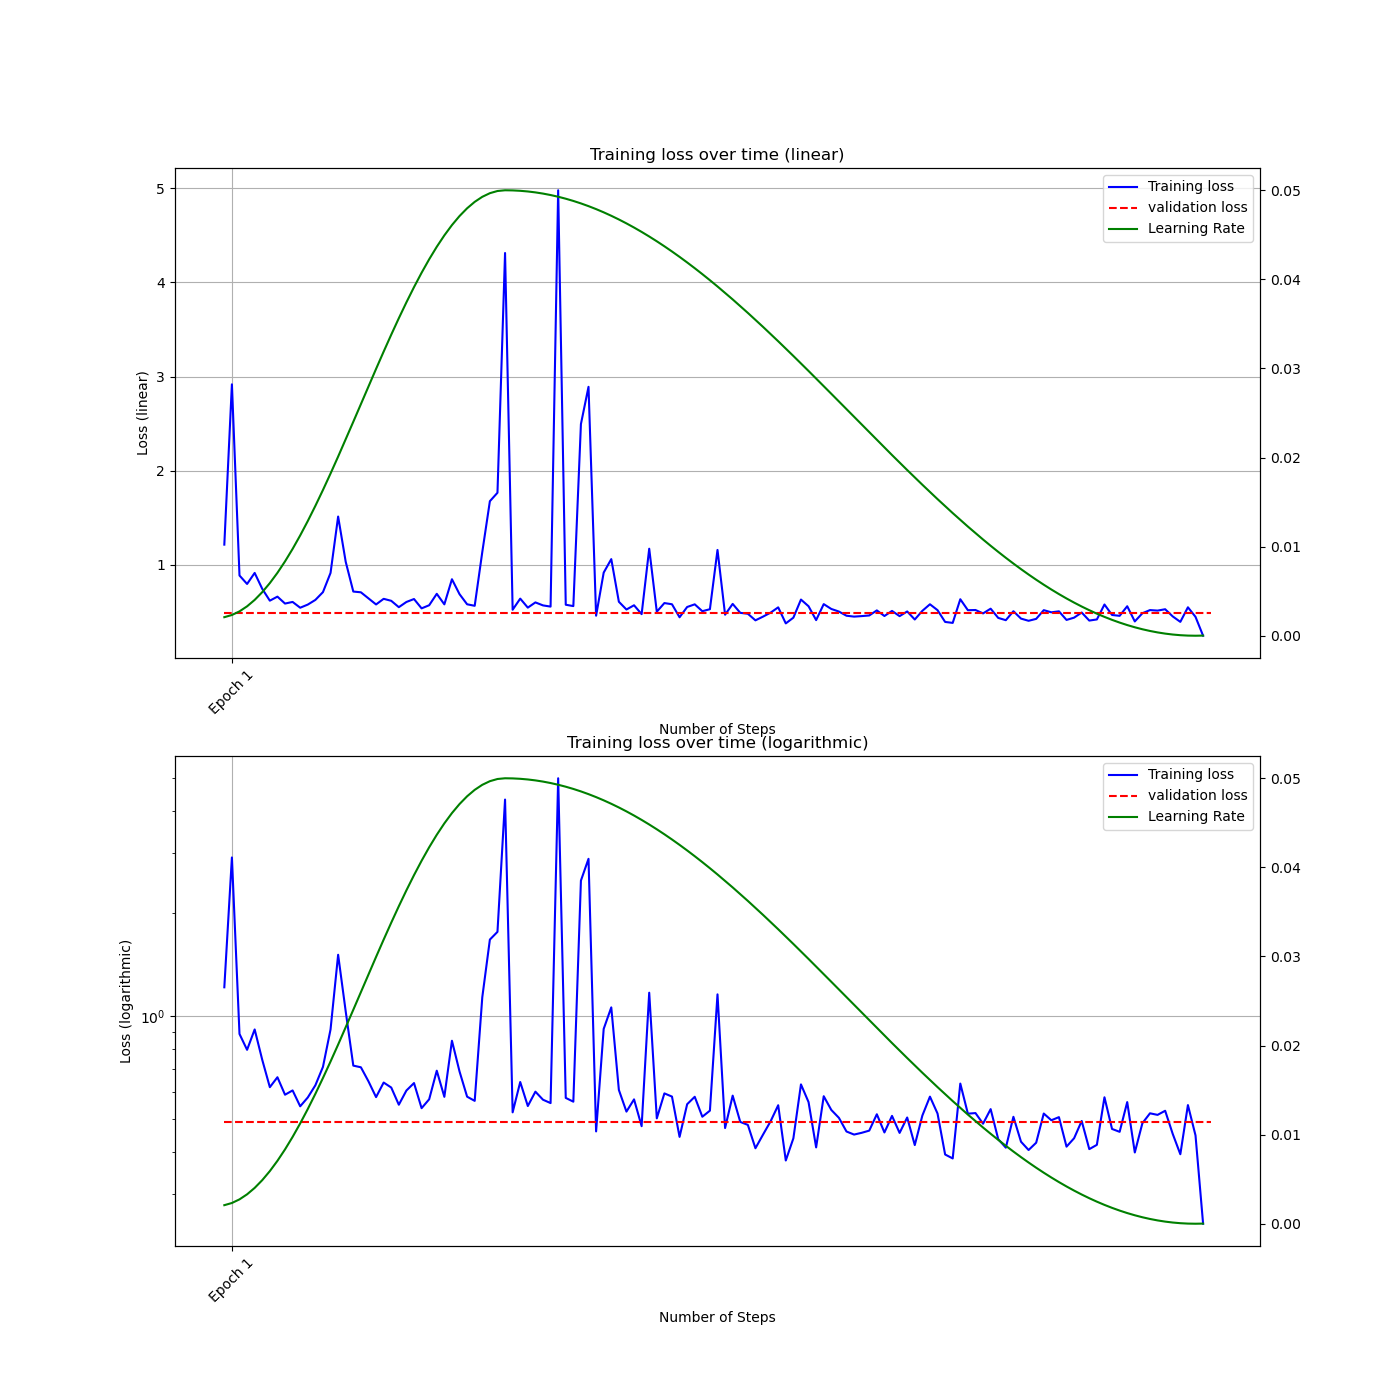 Training loss over time (linear)
5
4
3
2
1
Loss (linear)
Training loss
validation loss
Learning Rate
0.05
0.04
0.03
0.02
0.01
0.00
Epoch 1
Number of Steps
Training loss over time (logarithmic)
10⁰
Loss (logarithmic)
Training loss
validation loss
Learning Rate
0.05
0.04
0.03
0.02
0.01
0.00
Epoch 1
Number of Steps